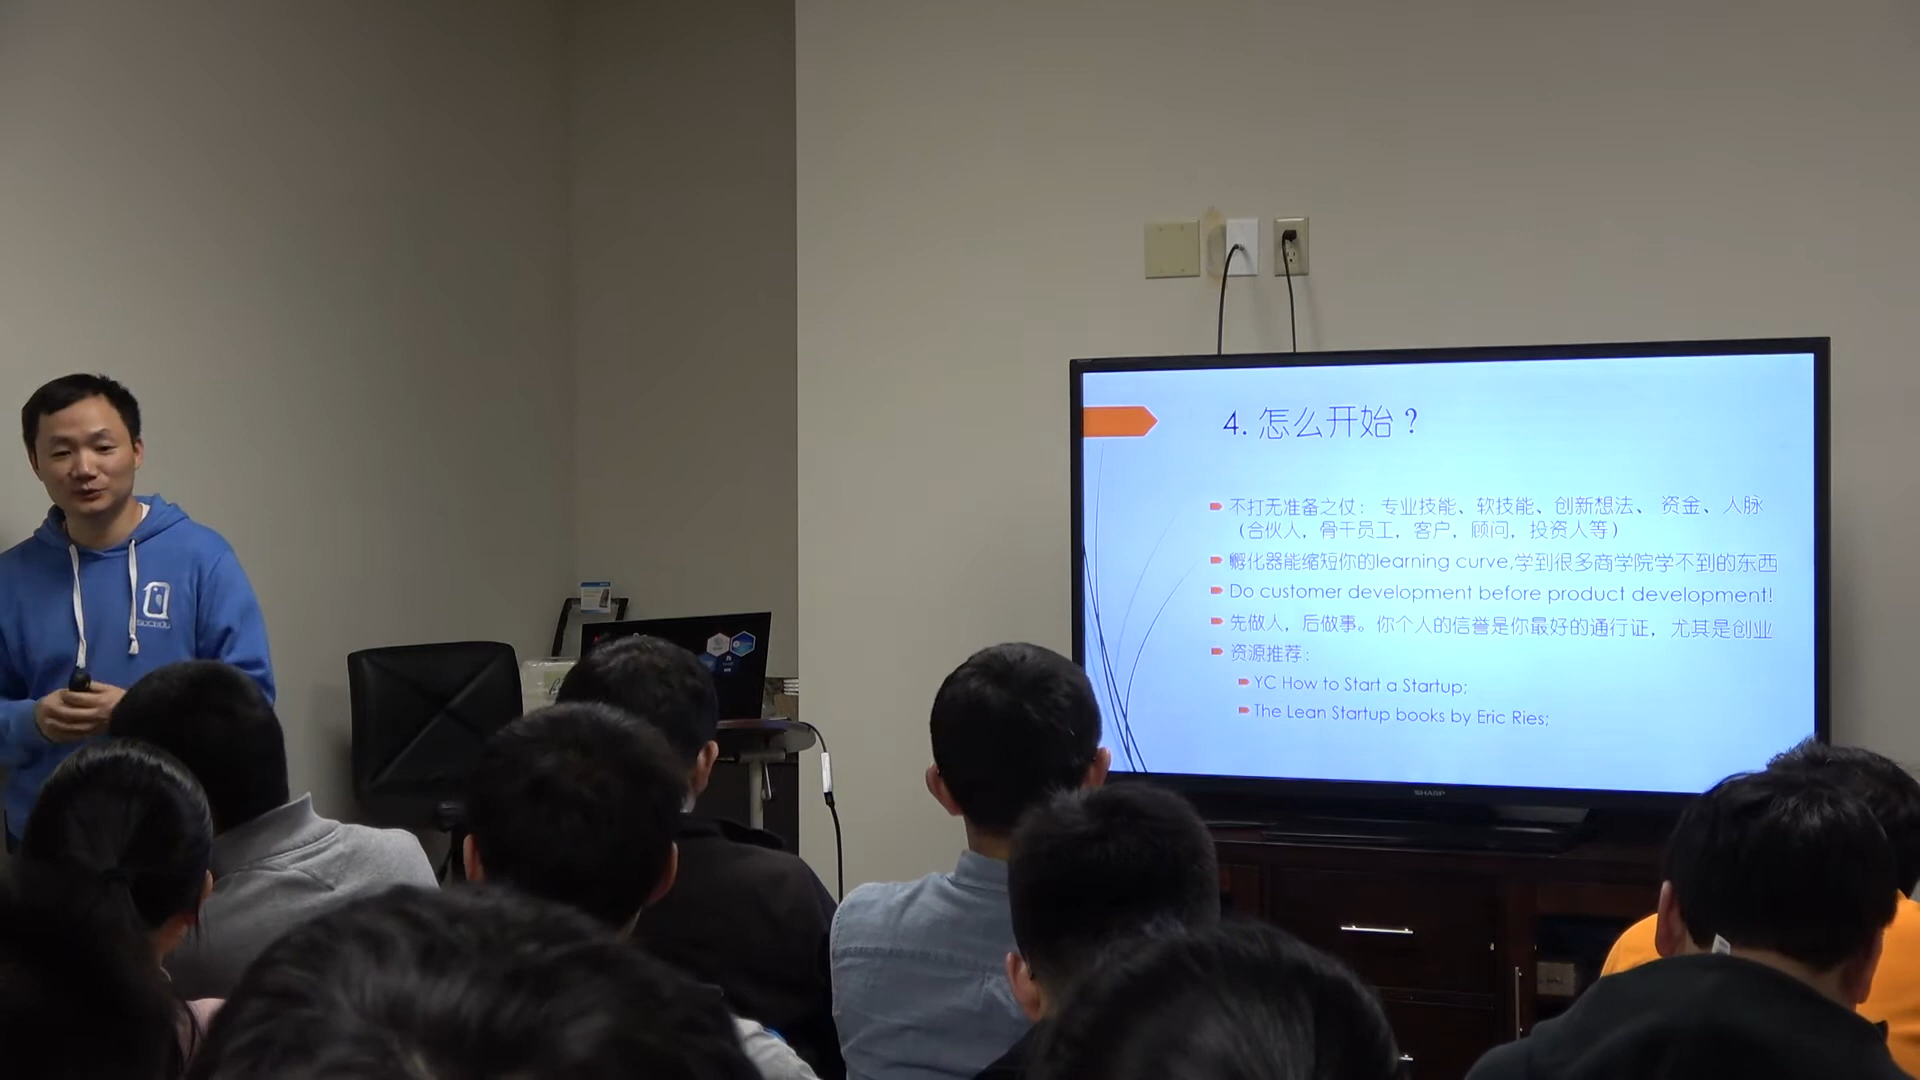 4. 怎么开始？
不打无准备之仗： 专业技能、软技能、创新想法、 资金、人脉
（合伙人，骨干员工，客户，顾问，投资人等）
孵化器能缩短你的learning curve,学到很多商学院学不到的东西
Do customer development before product development!
先做人，后做事。你个人的信誉是你最好的通行证，尤其是创业
资源推荐：
YC How to Start a Startup;
The Lean Startup books by Eric Ries;
SHARP